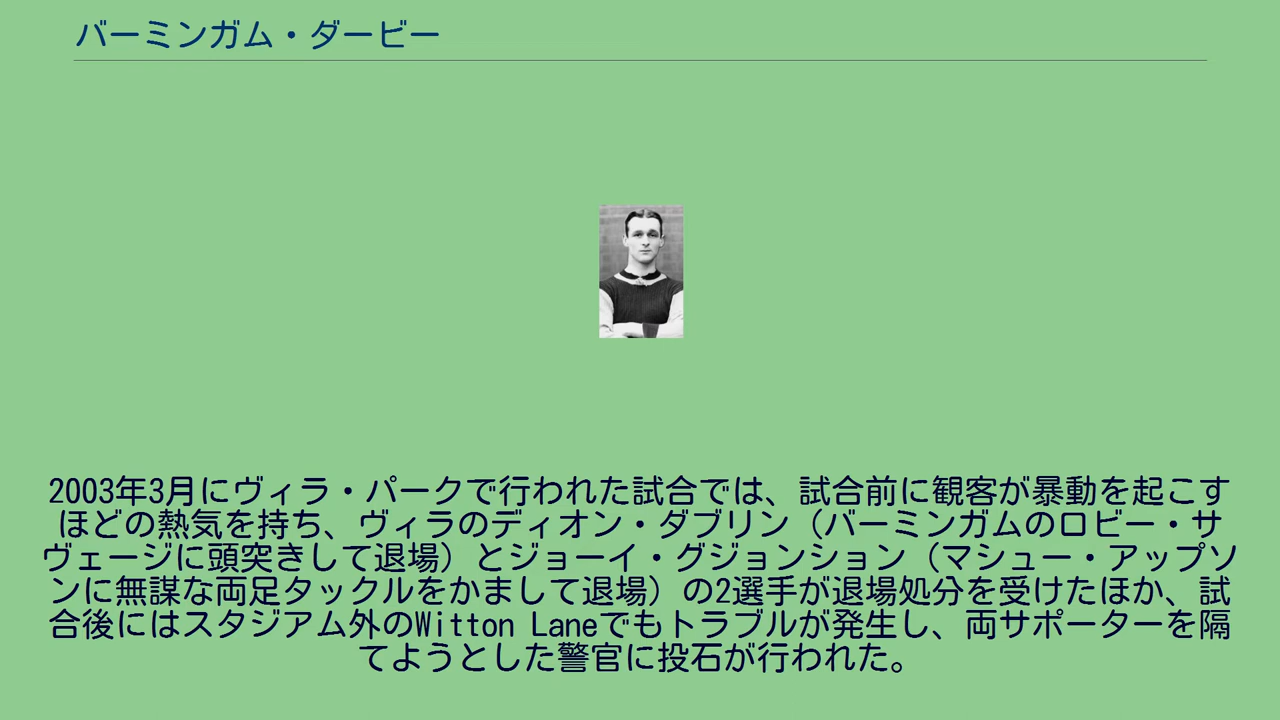 バーミンガム・ダービー
2003年3月にヴィラ・パークで行われた試合では、試合前に観客が暴動を起こす
ほどの熱気を持ち、ヴィラのディオン・ダブリン（バーミンガムのロビー・サ
ヴェージに頭突きして退場）とジョーイ・グジョンション（マシュー・アップソ
ンに無謀な両足タックルをかまして退場）の2選手が退場処分を受けたほか、試
合後にはスタジアム外のWitton Laneでもトラブルが発生し、両サポーターを隔
てようとした警官に投石が行われた。